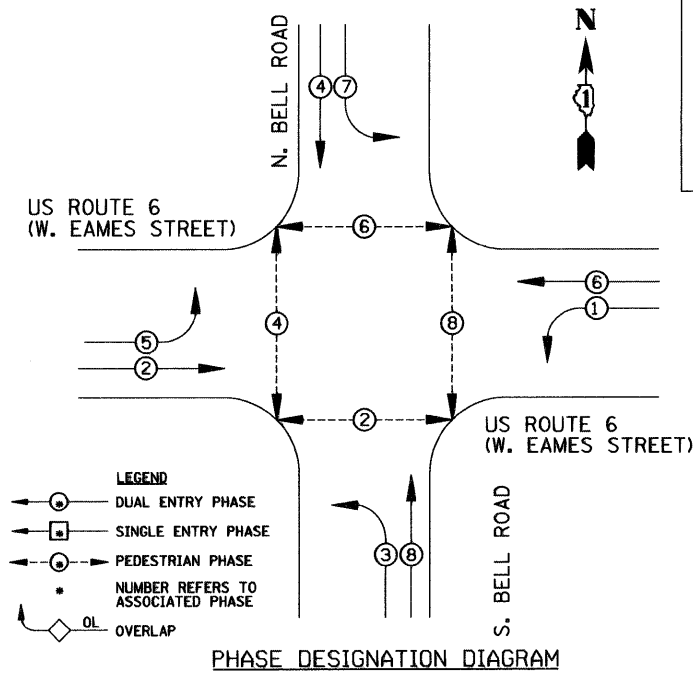 N. BELL ROAD
N
1
4
7
US ROUTE 6
(W. EAMES STREET)
6
6
1
4
8
5
2
2
US ROUTE 6
(W. EAMES STREET)
LEGEND
* DUAL ENTRY PHASE
* SINGLE ENTRY PHASE
* PEDESTRIAN PHASE
* NUMBER REFERS TO
ASSOCIATED PHASE
OL OVERLAP
3
8
S. BELL ROAD
PHASE DESIGNATION DIAGRAM